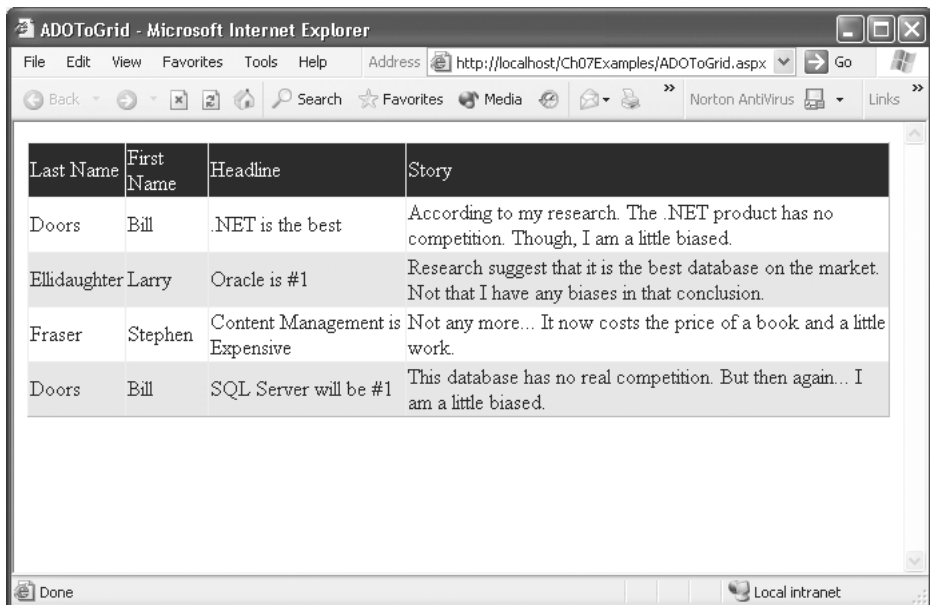 ADOToGrid - Microsoft Internet Explorer
File Edit View Favorites Tools Help Address http://localhost/Ch07Examples/ADOToGrid.aspx Go
Back Search Favorites Media » Norton AntiVirus Links »
Last Name First Name Headline Story
Doors Bill .NET is the best According to my research. The .NET product has no
competition. Though, I am a little biased.
Ellidaughter Larry Oracle is #1 Research suggest that it is the best database on the market.
Not that I have any biases in that conclusion.
Fraser Stephen Content Management is Expensive Not any more... It now costs the price of a book and a little
work.
Doors Bill SQL Server will be #1 This database has no real competition. But then again... I
am a little biased.
Done Local intranet